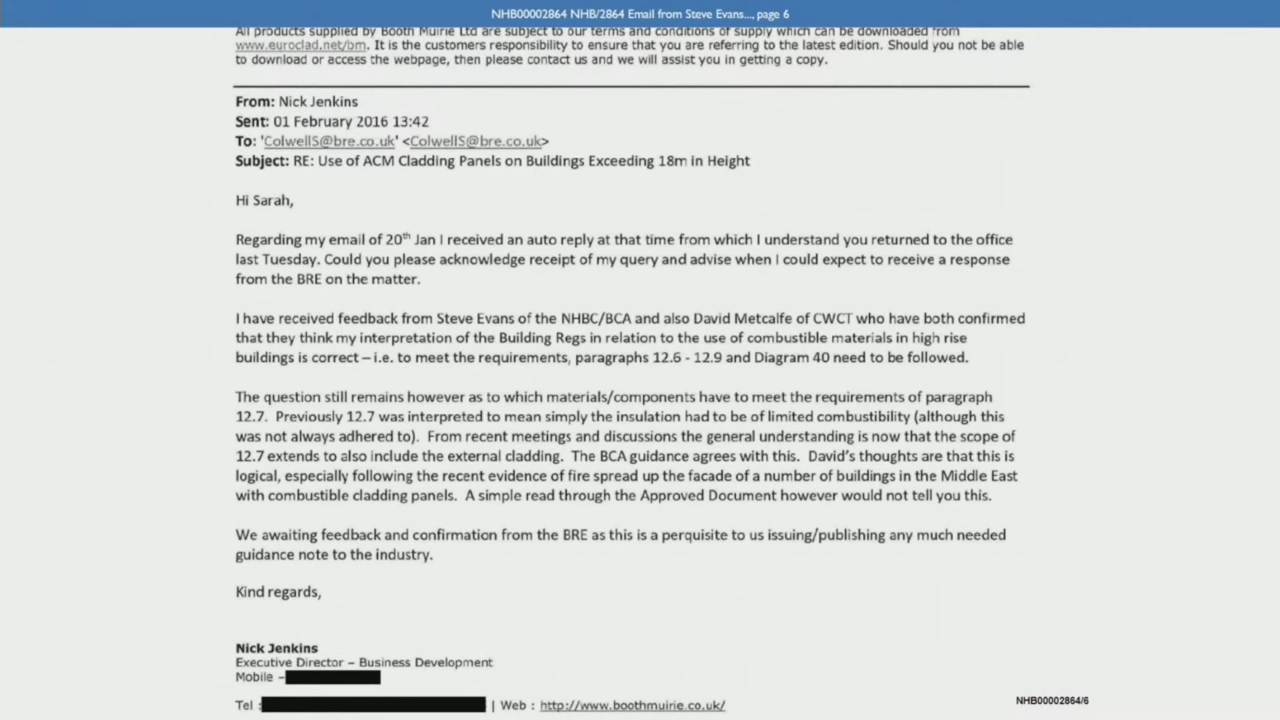 NHB00002864 NHB/2864 Email from Steve Evans..., page 6
All products supplied by Booth Muirie Ltd are subject to our terms and conditions of supply which can be downloaded from
www.euroclad.net/bm. It is the customers responsibility to ensure that you are referring to the latest edition. Should you not be able
to download or access the webpage, then please contact us and we will assist you in getting a copy.
From: Nick Jenkins
Sent: 01 February 2016 13:42
To: 'ColwellS@bre.co.uk' <ColwellS@bre.co.uk>
Subject: RE: Use of ACM Cladding Panels on Buildings Exceeding 18m in Height
Hi Sarah,
Regarding my email of 20th Jan I received an auto reply at that time from which I understand you returned to the office
last Tuesday. Could you please acknowledge receipt of my query and advise when I could expect to receive a response
from the BRE on the matter.
I have received feedback from Steve Evans of the NHBC/BCA and also David Metcalfe of CWCT who have both confirmed
that they think my interpretation of the Building Regs in relation to the use of combustible materials in high rise
buildings is correct – i.e. to meet the requirements, paragraphs 12.6 - 12.9 and Diagram 40 need to be followed.
The question still remains however as to which materials/components have to meet the requirements of paragraph
12.7. Previously 12.7 was interpreted to mean simply the insulation had to be of limited combustibility (although this
was not always adhered to). From recent meetings and discussions the general understanding is now that the scope of
12.7 extends to also include the external cladding. The BCA guidance agrees with this. David's thoughts are that this is
logical, especially following the recent evidence of fire spread up the facade of a number of buildings in the Middle East
with combustible cladding panels. A simple read through the Approved Document however would not tell you this.
We awaiting feedback and confirmation from the BRE as this is a perquisite to us issuing/publishing any much needed
guidance note to the industry.
Kind regards,
Nick Jenkins
Executive Director – Business Development
Mobile –
Tel : | Web : http://www.boothmuirie.co.uk/
NHB00002864/6